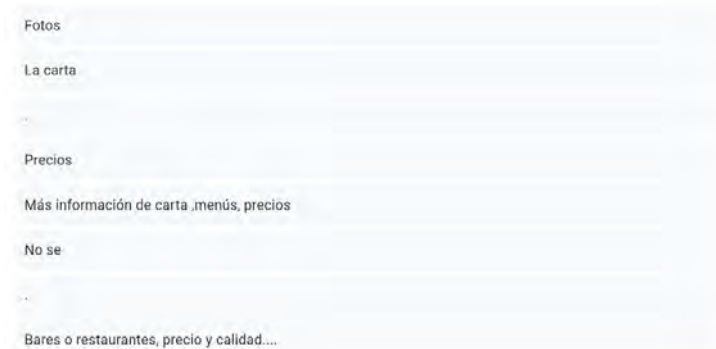 Fotos
La carta
.
Precios
Más información de carta ,menús, precios
No se
.
Bares o restaurantes, precio y calidad....